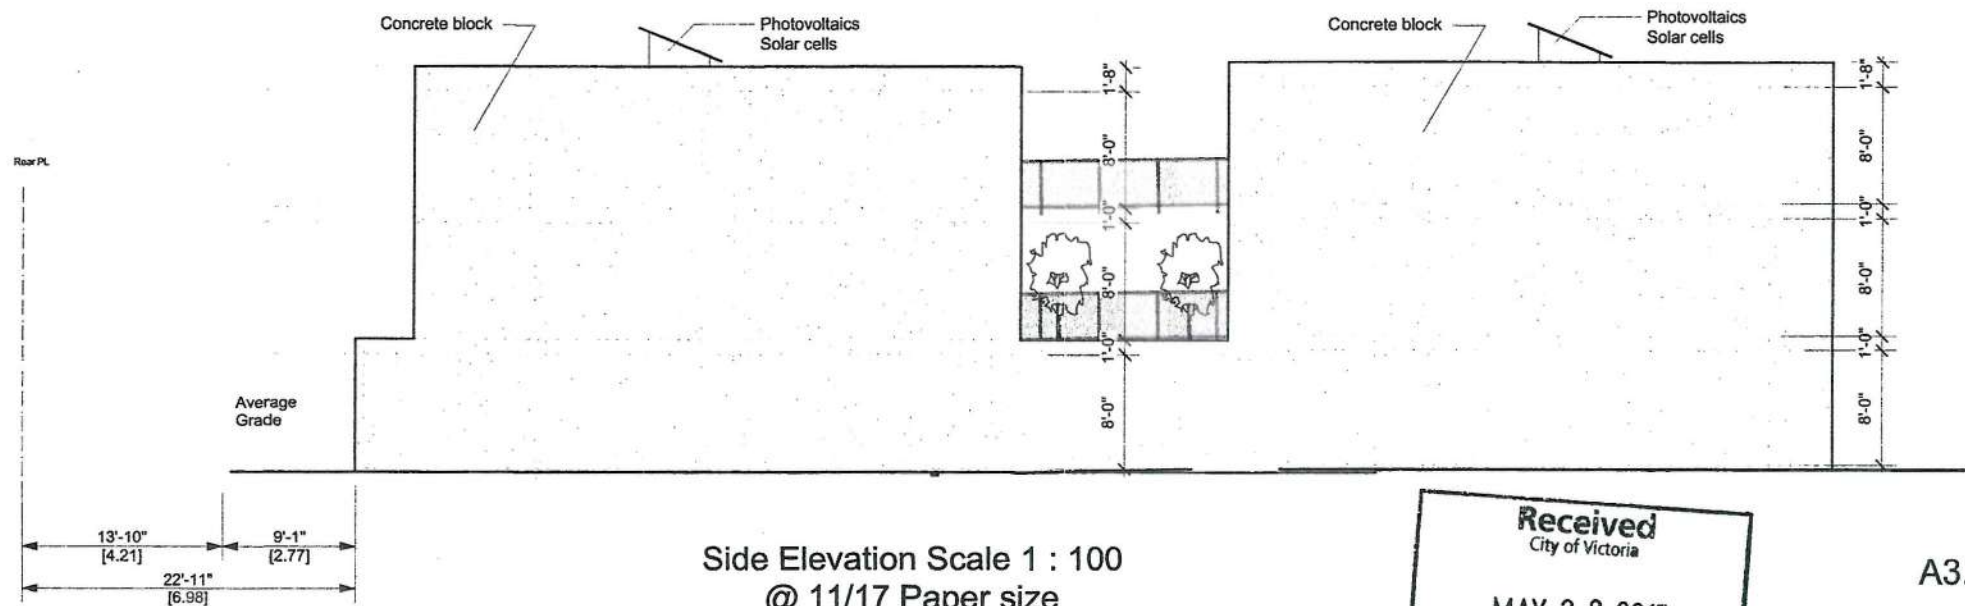 Concrete block
Photovoltaics
Solar cells
Concrete block
Photovoltaics
Solar cells
Rear PL
1'-8"
8'-0"
1'-0"
8'-0"
1'-0"
8'-0"
1'-8"
8'-0"
1'-0"
8'-0"
1'-0"
8'-0"
Average
Grade
13'-10"
[4.21]
9'-1"
[2.77]
22'-11"
[6.98]
Side Elevation Scale 1 : 100
@ 11/17 Paper size
Received
City of Victoria
MAY 2
A3.